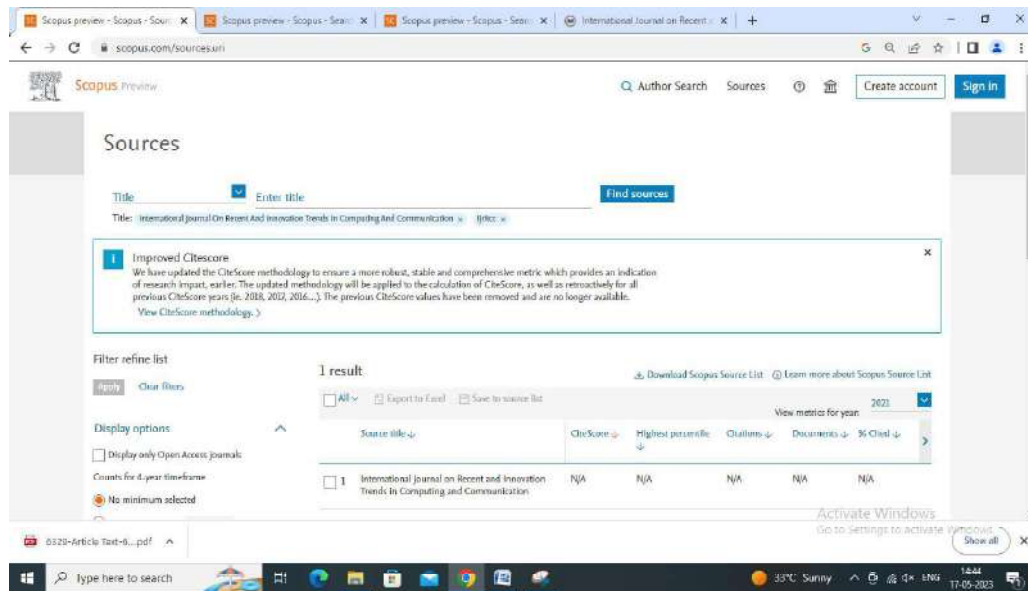 Scopus preview - Scopus - Sour
Scopus preview - Scopus - Sear
Scopus preview - Scopus - Sear
International Journal on Recent
scopus.com/sources.uri
Scopus Preview
Author Search
Sources
Create account
Sign in
Sources
Title
Enter title
Find sources
Title: International Journal On Recent And Innovation Trends in Computing And Communication ×
Improved Citescore
We have updated the CiteScore methodology to ensure a more robust, stable and comprehensive metric which provides an indication
of research impact, earlier. The updated methodology will be applied to the calculation of CiteScore, as well as retroactively for all
previous CiteScore years (ie. 2018, 2017, 2016....). The previous CiteScore values have been removed and are no longer available.
View CiteScore methodology. >
Filter refine list
Apply
Clear filters
1 result
Download Scopus Source List
Learn more about Scopus Source List
All
Export to Excel
Save to source list
View metrics for year:
2021
Display options
Display only Open Access journals
Counts for 4-year timeframe
No minimum selected
Source title
CiteScore
Highest percentile
Citations
Documents
% Cited
1
International Journal on Recent and Innovation
Trends in Computing and Communication
N/A
N/A
N/A
N/A
N/A
Activate Windows
Go to Settings to activate Windows.
6329-Article Text-6....pdf
Show all
Type here to search
33°C Sunny
ENG
14:44
17-05-2023